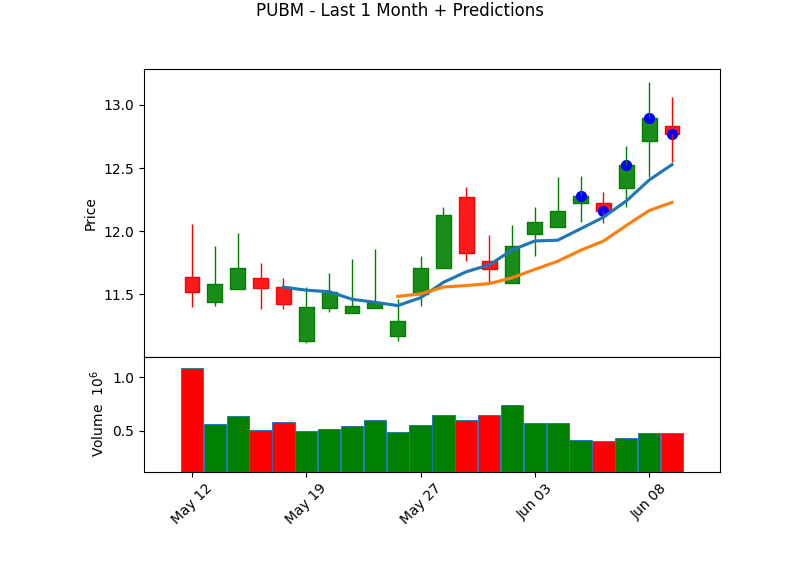 PUBM - Last 1 Month + Predictions
13.0
12.5
12.0
11.5
Price
1.0
0.5
Volume 10^6
May 12
May 19
May 27
Jun 03
Jun 08